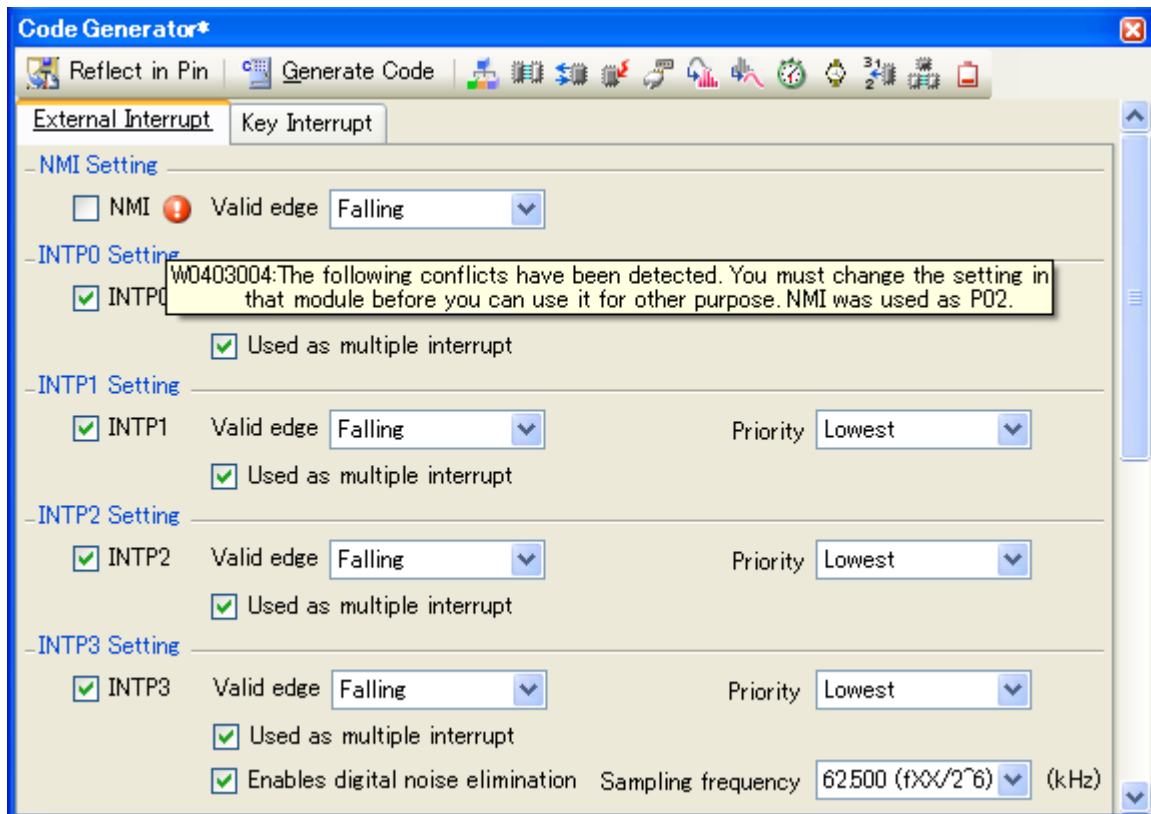 Code Generator*
Reflect in Pin Generate Code
External Interrupt Key Interrupt
NMI Setting
NMI Valid edge Falling
INTP0 Setting
W0403004:The following conflicts have been detected. You must change the setting in
INTP0
that module before you can use it for other purpose. NMI was used as P02.
Used as multiple interrupt
INTP1 Setting
INTP1 Valid edge Falling Priority Lowest
Used as multiple interrupt
INTP2 Setting
INTP2 Valid edge Falling Priority Lowest
Used as multiple interrupt
INTP3 Setting
INTP3 Valid edge Falling Priority Lowest
Used as multiple interrupt
Enables digital noise elimination Sampling frequency 62.500 (fXX/2^6) (kHz)